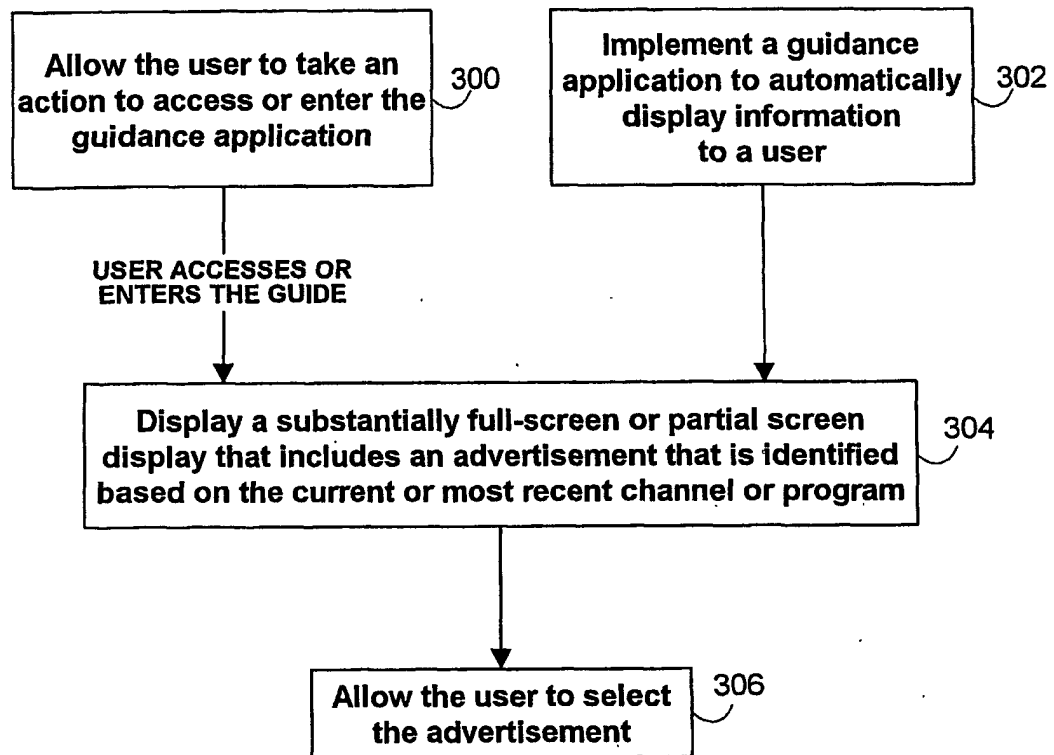 Allow the user to take an
action to access or enter the
guidance application
300
Implement a guidance
application to automatically
display information
to a user
302
USER ACCESSES OR
ENTERS THE GUIDE
Display a substantially full-screen or partial screen
display that includes an advertisement that is identified
based on the current or most recent channel or program
304
Allow the user to select
the advertisement
306